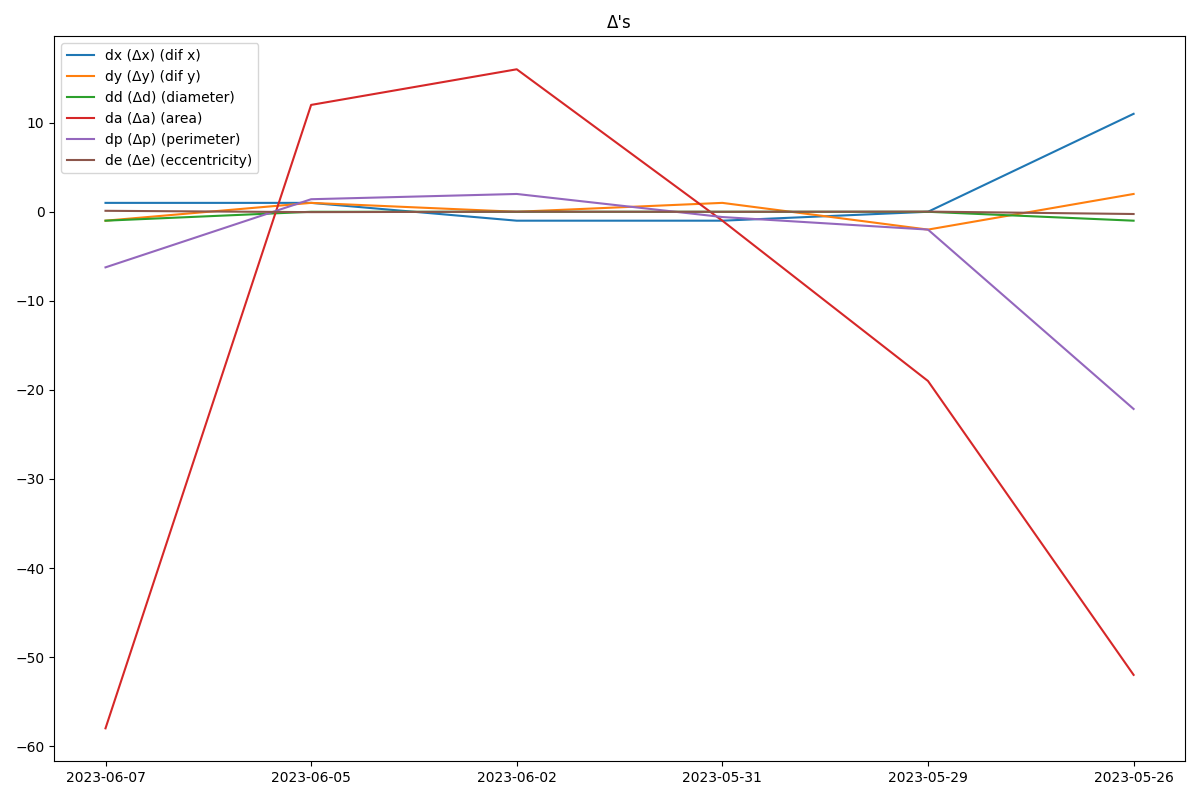 Δ's
dx (Δx) (dif x)
dy (Δy) (dif y)
dd (Δd) (diameter)
da (Δa) (area)
dp (Δp) (perimeter)
de (Δe) (eccentricity)
10
0
−10
−20
−30
−40
−50
−60
2023-06-07 2023-06-05 2023-06-02 2023-05-31 2023-05-29 2023-05-26